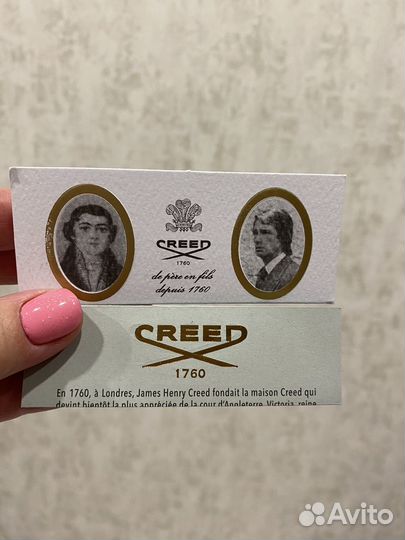 CREED
1760
de père en fils
depuis 1760
CREED
1760
En 1760, à Londres, James Henry Creed fondait la maison Creed qui
devint bientôt la plus appréciée de la cour d'Angleterre. Victoria, reine
Avito